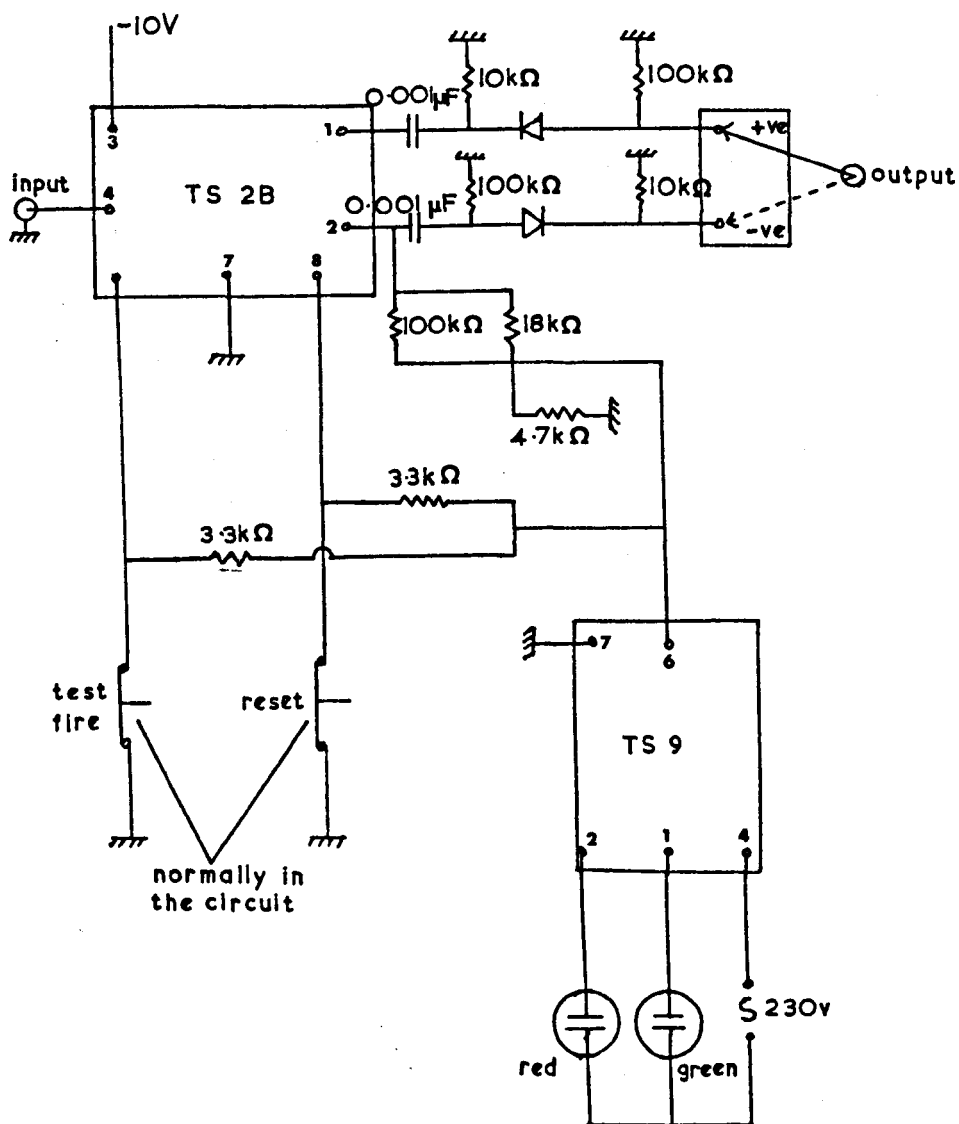 -10V
0.001μF
10kΩ
100kΩ
3
1
+ve
input
4
TS 2B
output
0.001μF
100kΩ
10kΩ
2
-ve
7
8
100kΩ
18kΩ
4.7kΩ
3.3kΩ
3.3kΩ
7
6
test
fire
reset
TS 9
2
1
4
normally in
the circuit
S 230v
red
green